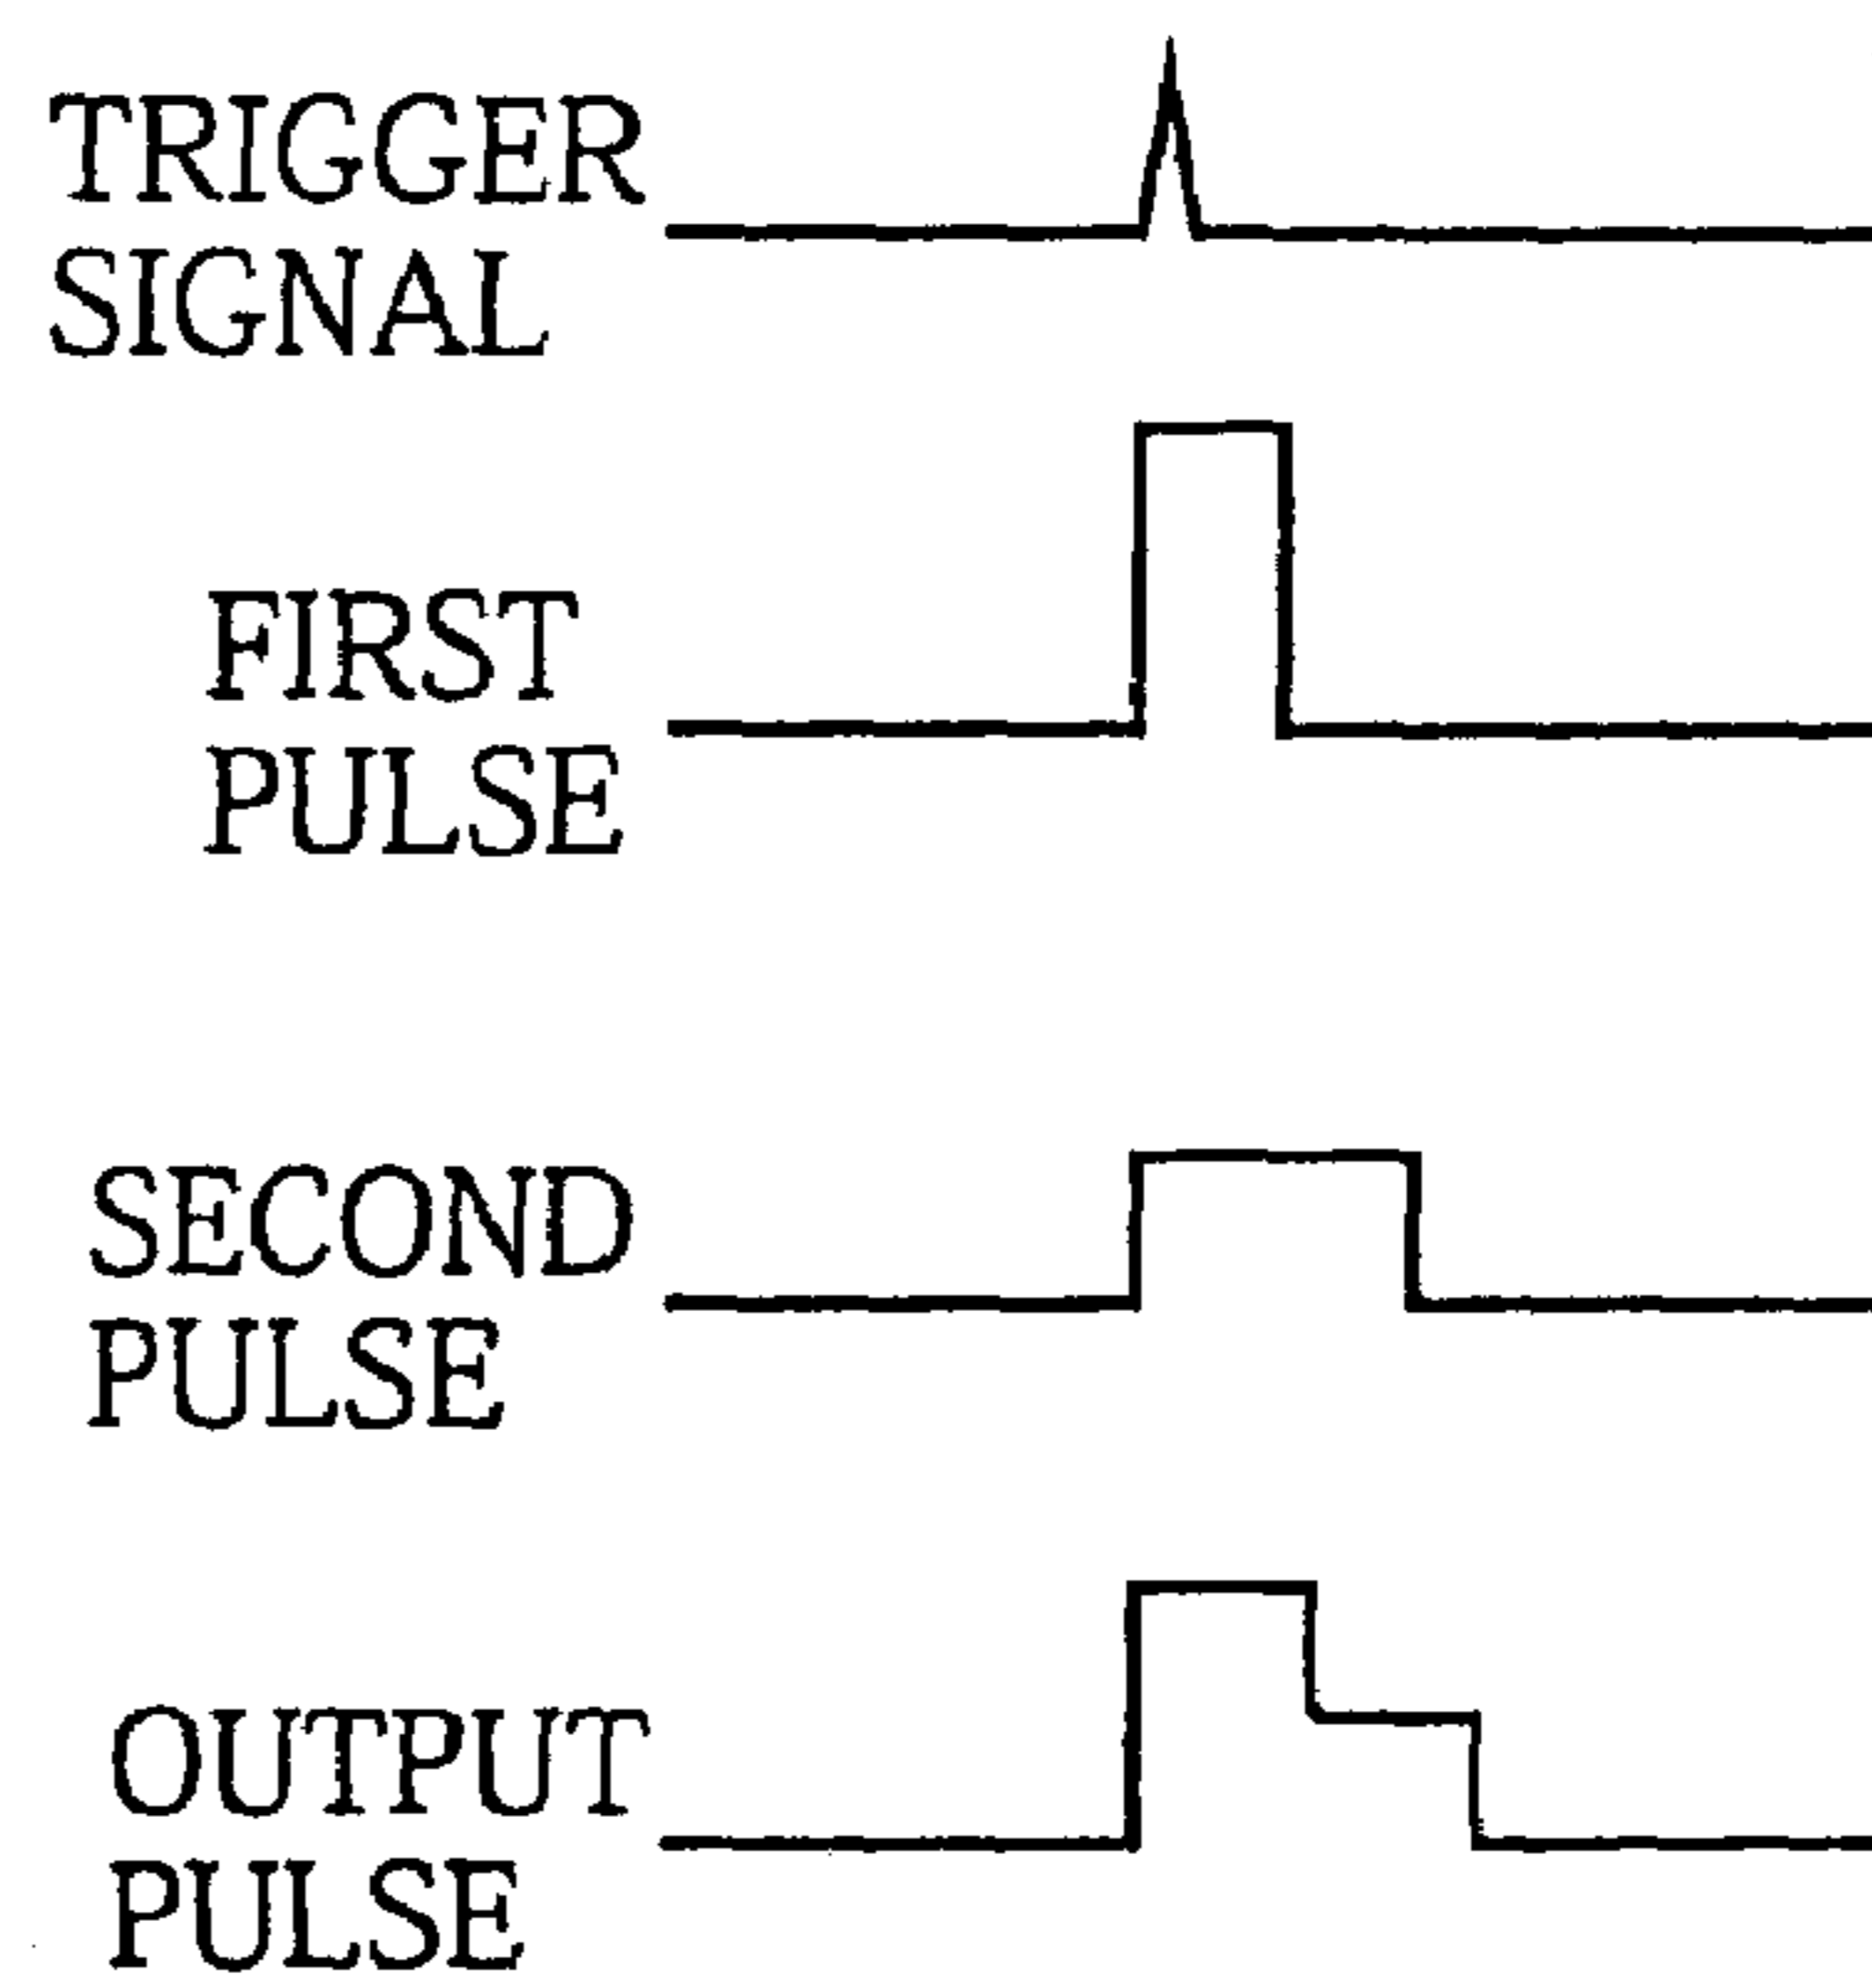 TRIGGER
SIGNAL
FIRST
PULSE
SECOND
PULSE
OUTPUT
PULSE